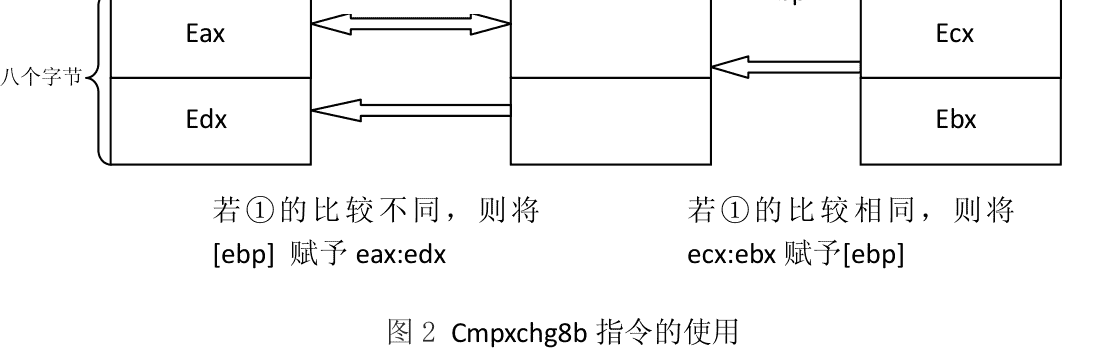 Eax
Ecx
八个字节
Edx
Ebx
若①的比较不同，则将
[ebp] 赋予 eax:edx
若①的比较相同，则将
ecx:ebx 赋予[ebp]
图 2 Cmpxchg8b 指令的使用